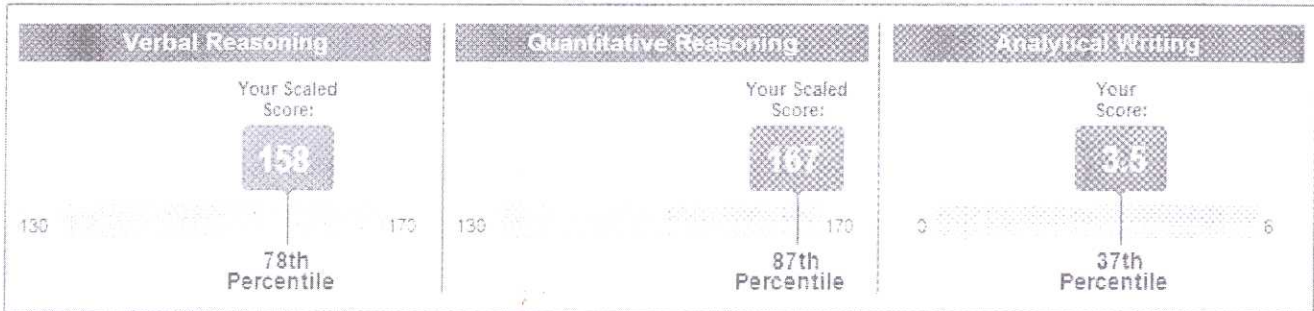 Verbal Reasoning
Your Scaled
Score:
158
130
170
78th
Percentile
Quantitative Reasoning
Your Scaled
Score:
167
130
170
87th
Percentile
Analytical Writing
Your
Score:
3.5
0
6
37th
Percentile